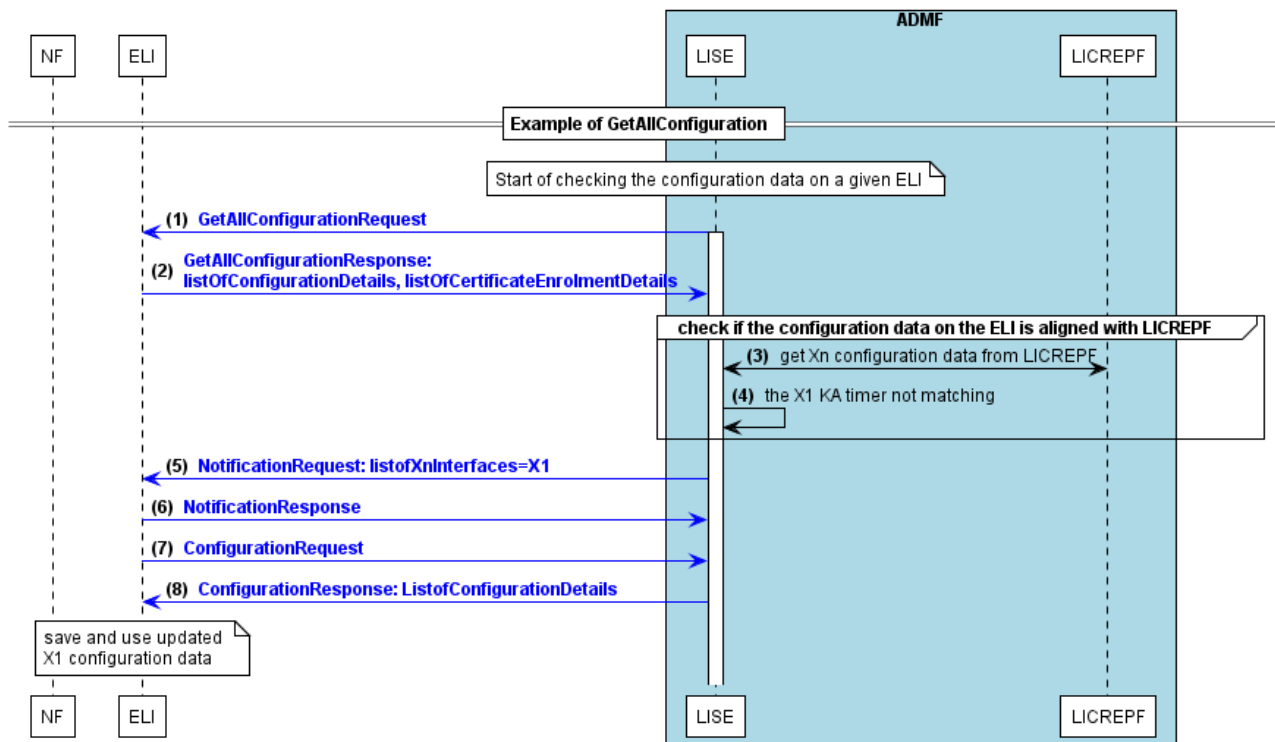 ADMF
NF
ELI
LISE
LICREPF
Example of GetAllConfiguration
Start of checking the configuration data on a given ELI
(1) GetAllConfigurationRequest
(2) GetAllConfigurationResponse:
listOfConfigurationDetails, listOfCertificateEnrolmentDetails
check if the configuration data on the ELI is aligned with LICREPF
(3) get Xn configuration data from LICREPF
(4) the X1 KA timer not matching
(5) NotificationRequest: listofXnInterfaces=X1
(6) NotificationResponse
(7) ConfigurationRequest
(8) ConfigurationResponse: ListofConfigurationDetails
save and use updated
X1 configuration data
NF
ELI
LISE
LICREPF